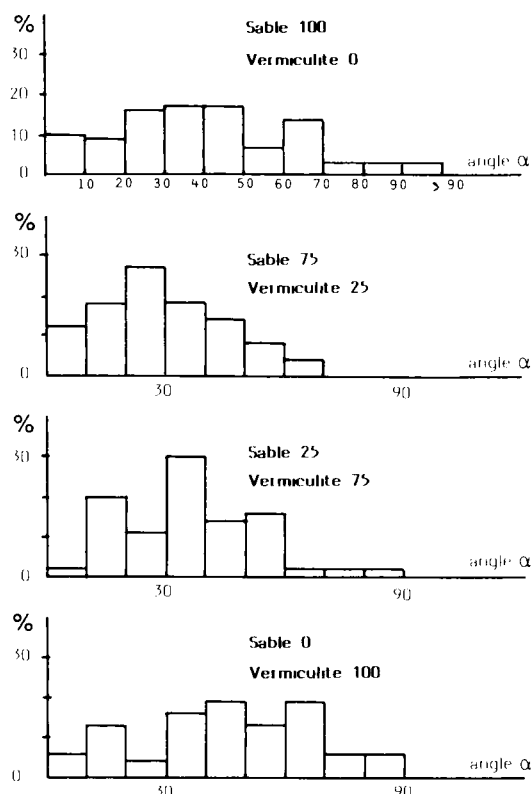 %
Sable 100
30
Vermiculite 0
20
10
angle α
0
10 20 30 40 50 60 70 80 90 > 90
%
30
Sable 75
Vermiculite 25
angle α
0
30 90
%
30
Sable 25
Vermiculite 75
angle α
0
30 90
%
Sable 0
30
Vermiculite 100
angle α
0
30 90